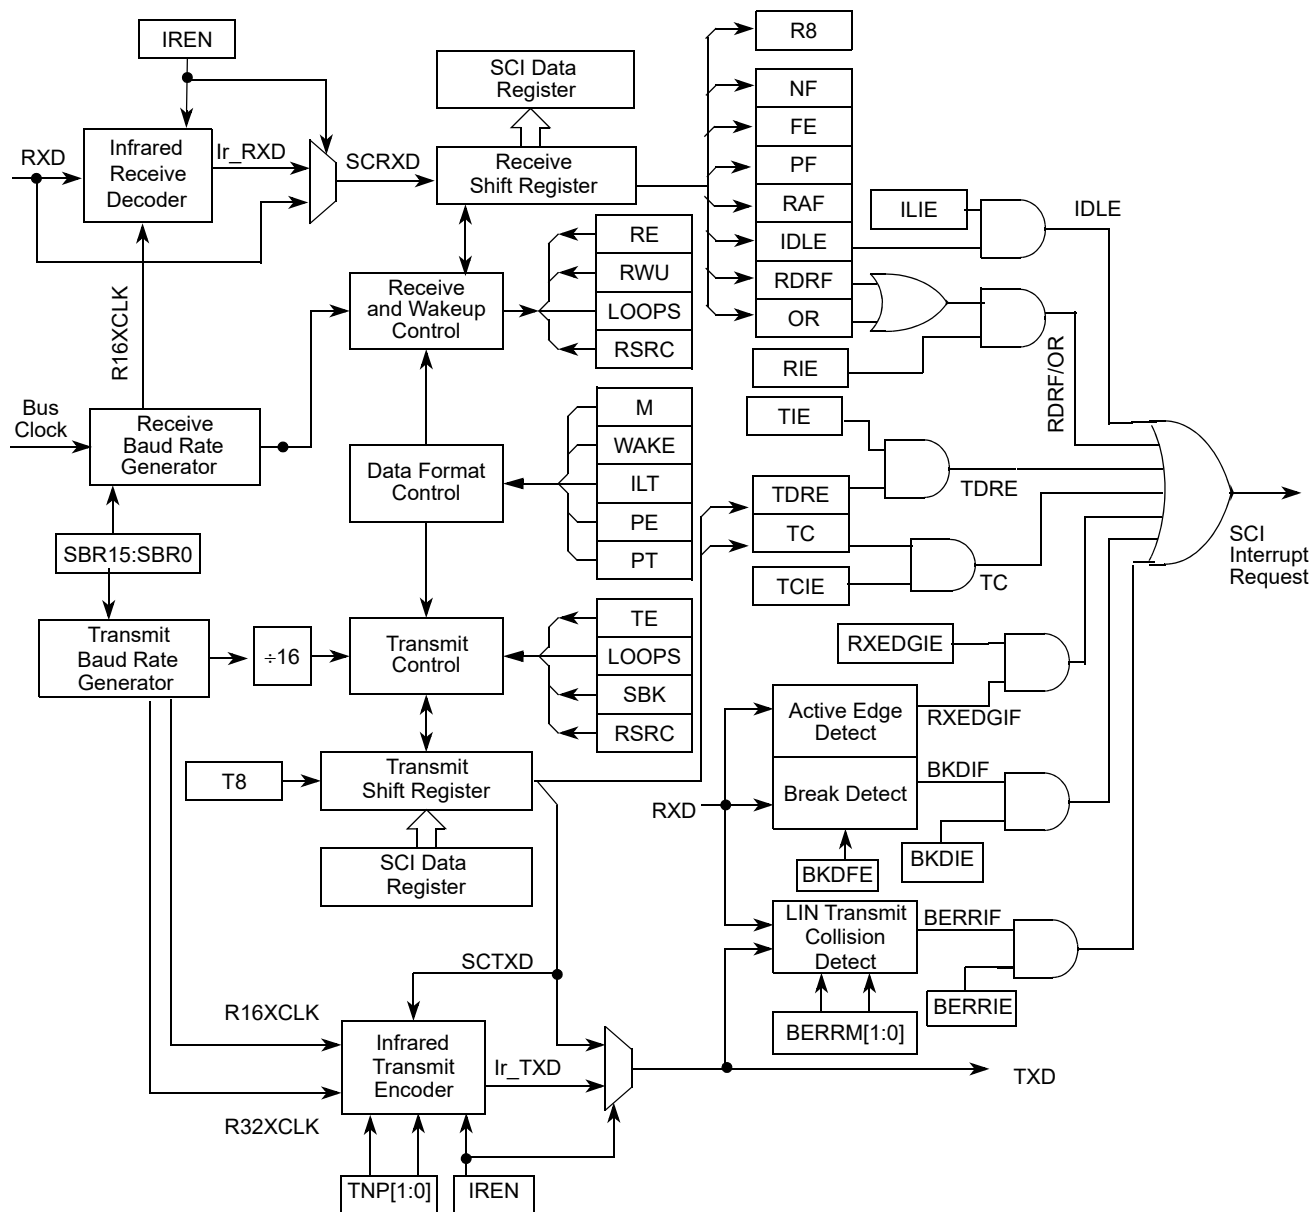 IREN
R8
SCI Data
Register
NF
FE
PF
RAF
IDLE
RDRF
OR
RXD
Infrared
Receive
Decoder
Ir_RXD
SCRXD
Receive
Shift Register
ILIE
IDLE
RE
RWU
LOOPS
RSRC
Receive
and Wakeup
Control
R16XCLK
RIE
RDRF/OR
Bus
Clock
Receive
Baud Rate
Generator
M
WAKE
ILT
PE
PT
Data Format
Control
TIE
TDRE
TC
TDRE
TCIE
TC
SCI
Interrupt
Request
SBR15:SBR0
Transmit
Baud Rate
Generator
÷16
Transmit
Control
TE
LOOPS
SBK
RSRC
RXEDGIE
Active Edge
Detect
RXEDGIF
T8
Transmit
Shift Register
RXD
Break Detect
BKDIF
BKDIE
BKDFE
SCI Data
Register
LIN Transmit
Collision
Detect
BERRIF
BERRIE
BERRM[1:0]
SCTXD
R16XCLK
Infrared
Transmit
Encoder
Ir_TXD
TXD
R32XCLK
TNP[1:0]
IREN